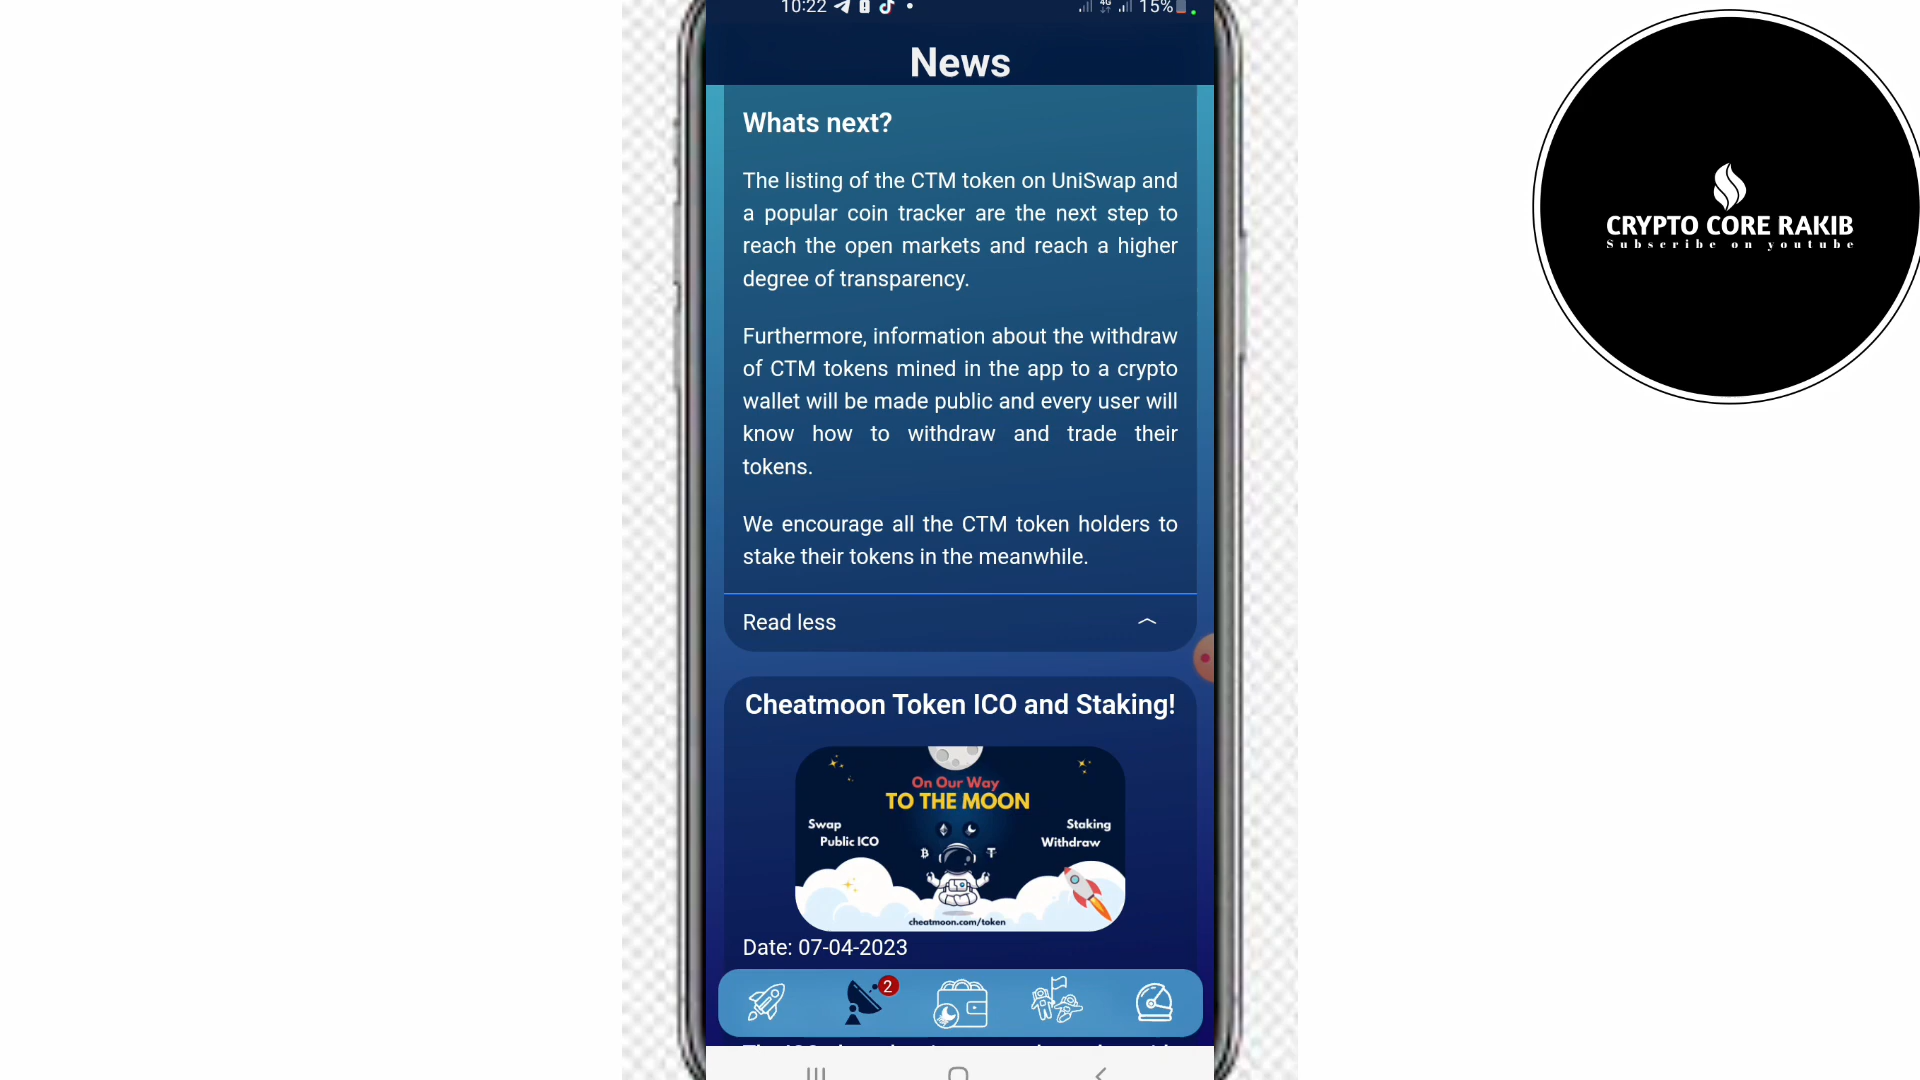 10:22
4G
15%
News
Whats next?
The listing of the CTM token on UniSwap and
a popular coin tracker are the next step to
reach the open markets and reach a higher
degree of transparency.
Furthermore, information about the withdraw
of CTM tokens mined in the app to a crypto
wallet will be made public and every user will
know how to withdraw and trade their
tokens.
We encourage all the CTM token holders to
stake their tokens in the meanwhile.
Read less
Cheatmoon Token ICO and Staking!
On Our Way
TO THE MOON
Swap
Public ICO
Staking
Withdraw
cheatmoon.com/token
Date: 07-04-2023
2
CRYPTO CORE RAKIB
Subscribe on youtube